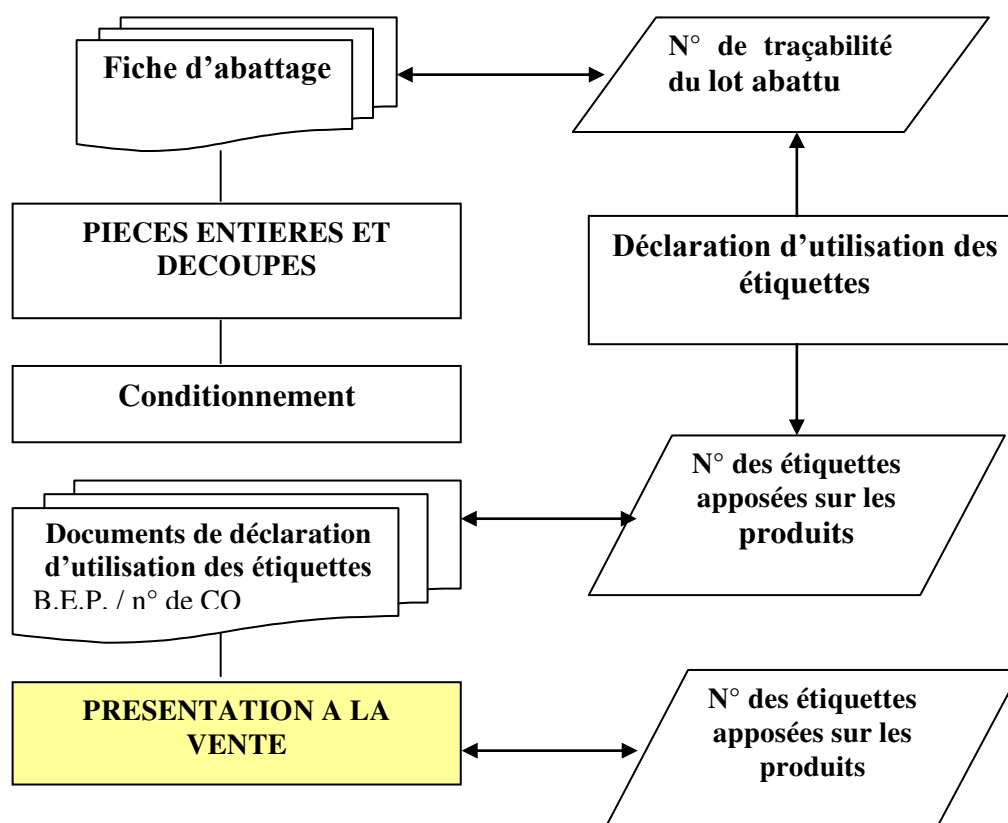 Fiche d’abattage
N° de traçabilité
du lot abattu
PIECES ENTIERES ET
DECOUPES
Déclaration d’utilisation des
étiquettes
Conditionnement
N° des étiquettes
apposées sur les
produits
Documents de déclaration
d’utilisation des étiquettes
B.E.P. / n° de CO
PRESENTATION A LA
VENTE
N° des étiquettes
apposées sur les
produits